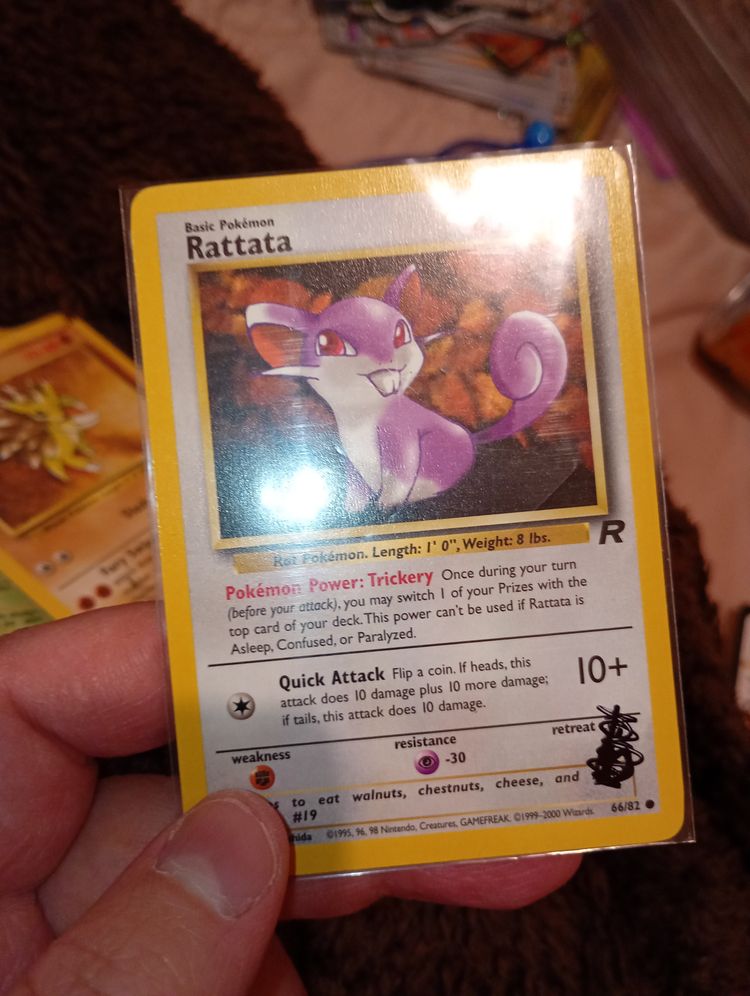 Basic Pokémon
Rattata
Rat Pokémon. Length: 1' 0", Weight: 8 lbs.
R
Pokémon Power: Trickery Once during your turn
(before your attack), you may switch 1 of your Prizes with the
top card of your deck. This power can't be used if Rattata is
Asleep, Confused, or Paralyzed.
Quick Attack Flip a coin. If heads, this
attack does 10 damage plus 10 more damage;
if tails, this attack does 10 damage.
10+
weakness
resistance
retreat
-30
to eat walnuts, chestnuts, cheese, and
#19
©1995, 96, 98 Nintendo, Creatures, GAMEFREAK. ©1999-2000 Wizards.
66/82